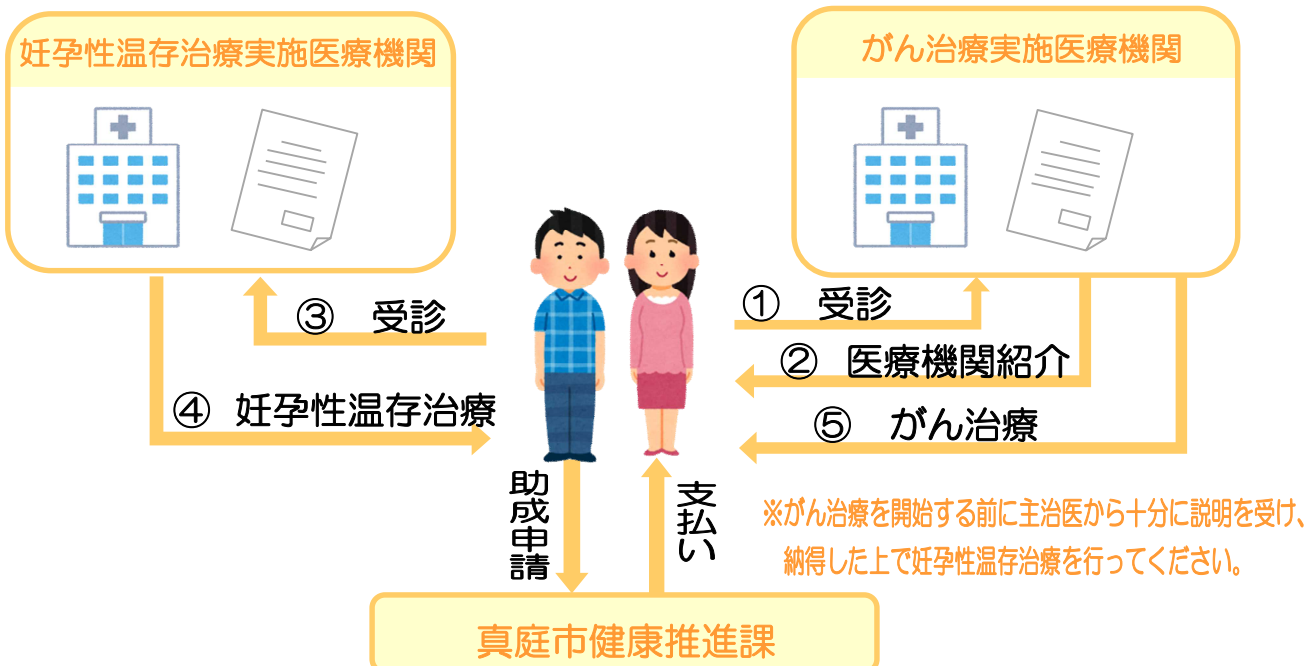 妊孕性温存治療実施医療機関
がん治療実施医療機関
① 受診
② 医療機関紹介
③ 受診
④ 妊孕性温存治療
⑤ がん治療
助成申請
支払い
※がん治療を開始する前に主治医から十分に説明を受け、
納得した上で妊孕性温存治療を行ってください。
真庭市健康推進課